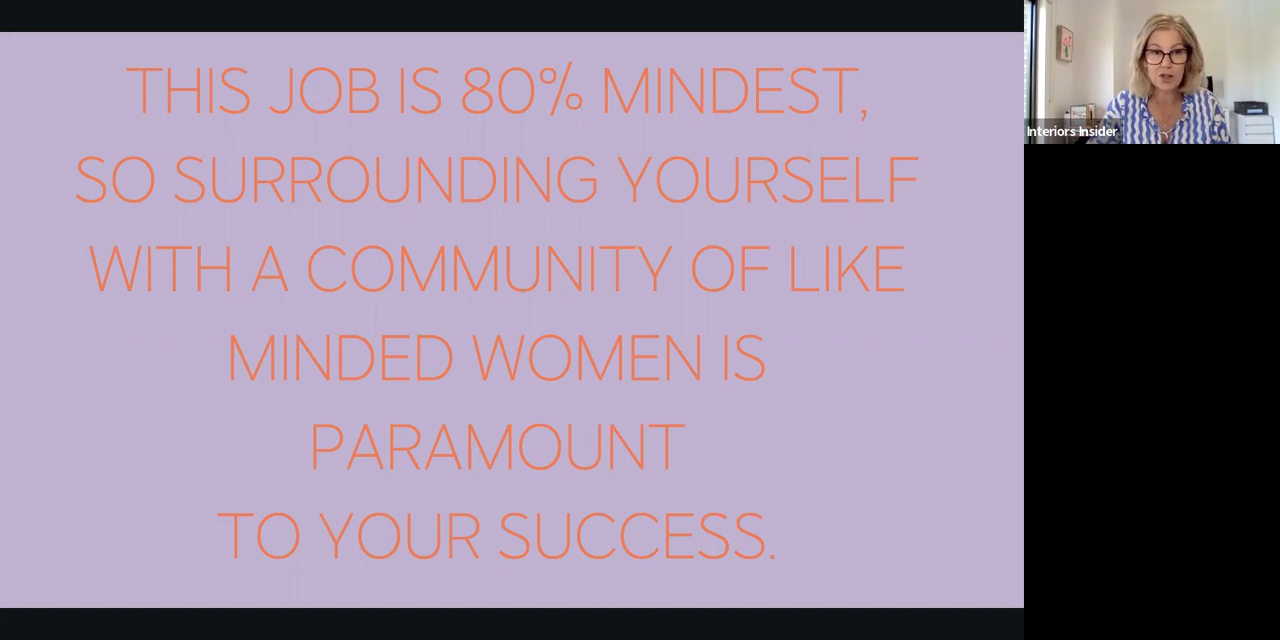 THIS JOB IS 80% MINDEST,
SO SURROUNDING YOURSELF
WITH A COMMUNITY OF LIKE
MINDED WOMEN IS
PARAMOUNT
TO YOUR SUCCESS.
Interiors Insider